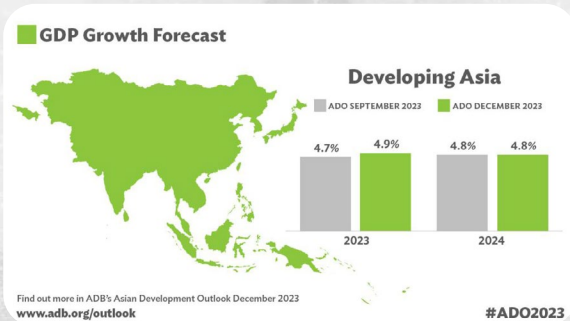 GDP Growth Forecast
Developing Asia
ADO SEPTEMBER 2023
ADO DECEMBER 2023
4.7%
4.9%
4.8%
4.8%
2023
2024
Find out more in ADB's Asian Development Outlook December 2023
www.adb.org/outlook
#ADO2023